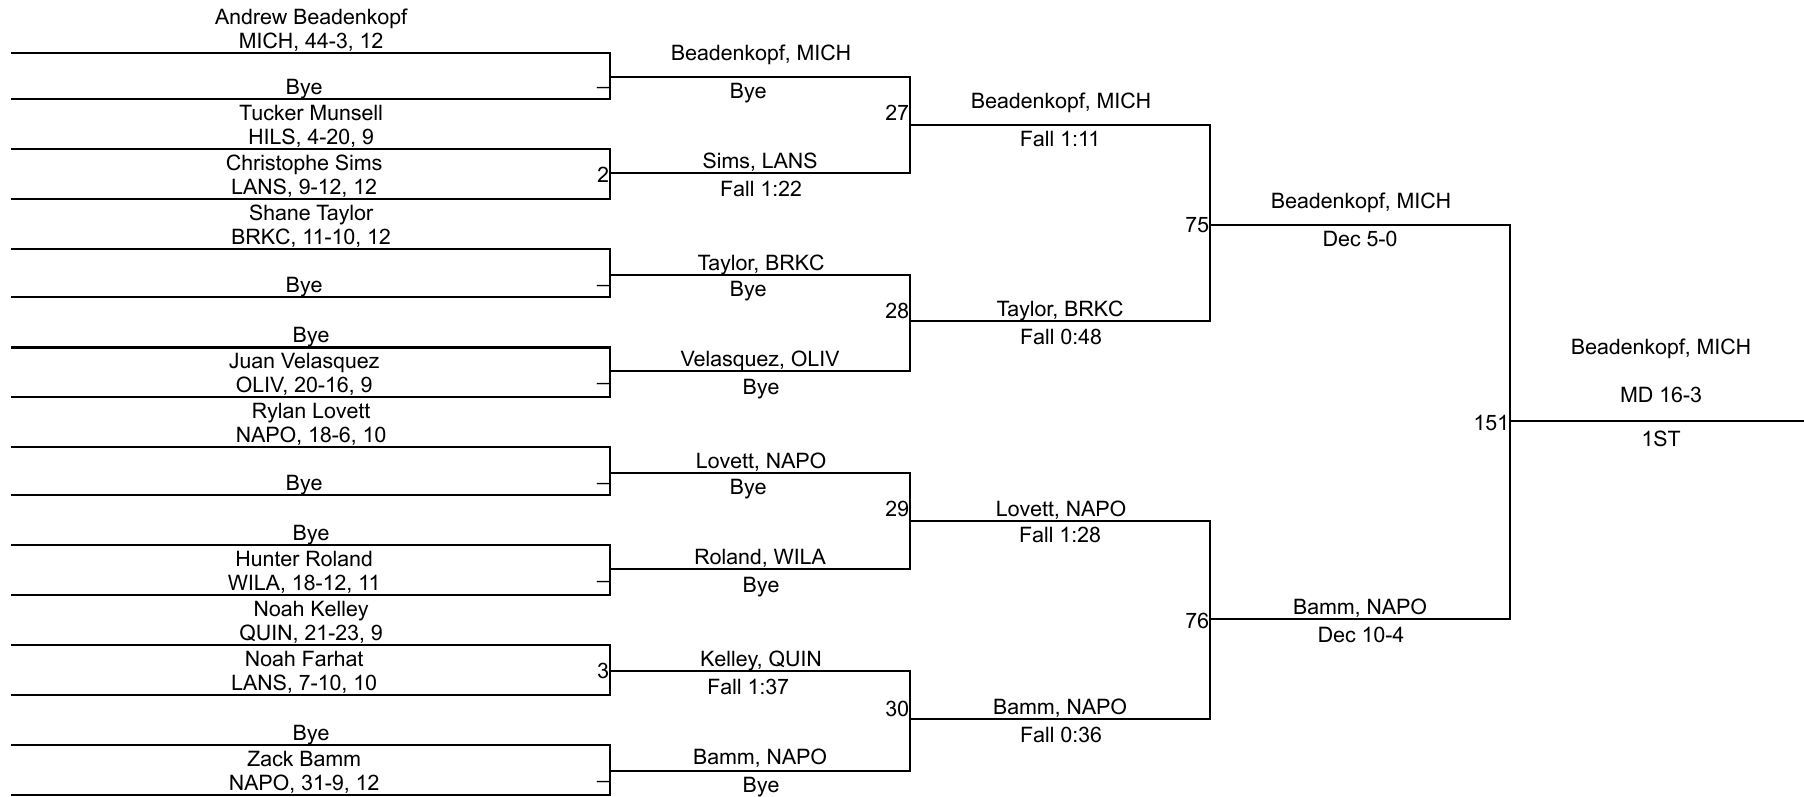 Andrew Beadenkopf
MICH, 44-3, 12
Bye
Tucker Munsell
HILS, 4-20, 9
Christophe Sims
LANS, 9-12, 12
2
Shane Taylor
BRKC, 11-10, 12
Bye
Bye
Juan Velasquez
OLIV, 20-16, 9
Rylan Lovett
NAPO, 18-6, 10
Bye
Bye
Hunter Roland
WILA, 18-12, 11
Noah Kelley
QUIN, 21-23, 9
Noah Farhat
LANS, 7-10, 10
3
Bye
Zack Bamm
NAPO, 31-9, 12
Beadenkopf, MICH
Bye
27
Sims, LANS
Fall 1:22
Taylor, BRKC
Bye
28
Velasquez, OLIV
Bye
Lovett, NAPO
Bye
29
Roland, WILA
Bye
Kelley, QUIN
Fall 1:37
30
Bamm, NAPO
Bye
Beadenkopf, MICH
Fall 1:11
75
Taylor, BRKC
Fall 0:48
Lovett, NAPO
Fall 1:28
76
Bamm, NAPO
Fall 0:36
Beadenkopf, MICH
Dec 5-0
151
Bamm, NAPO
Dec 10-4
Beadenkopf, MICH
MD 16-3
1ST